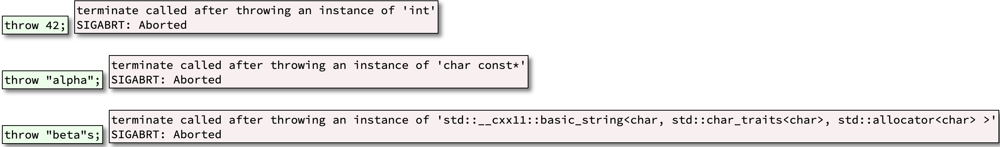 terminate called after throwing an instance of 'int'
throw 42;
SIGABRT: Aborted
terminate called after throwing an instance of 'char const*'
throw "alpha";
SIGABRT: Aborted
terminate called after throwing an instance of 'std::__cxx11::basic_string<char, std::char_traits<char>, std::allocator<char> >'
throw "beta"s;
SIGABRT: Aborted